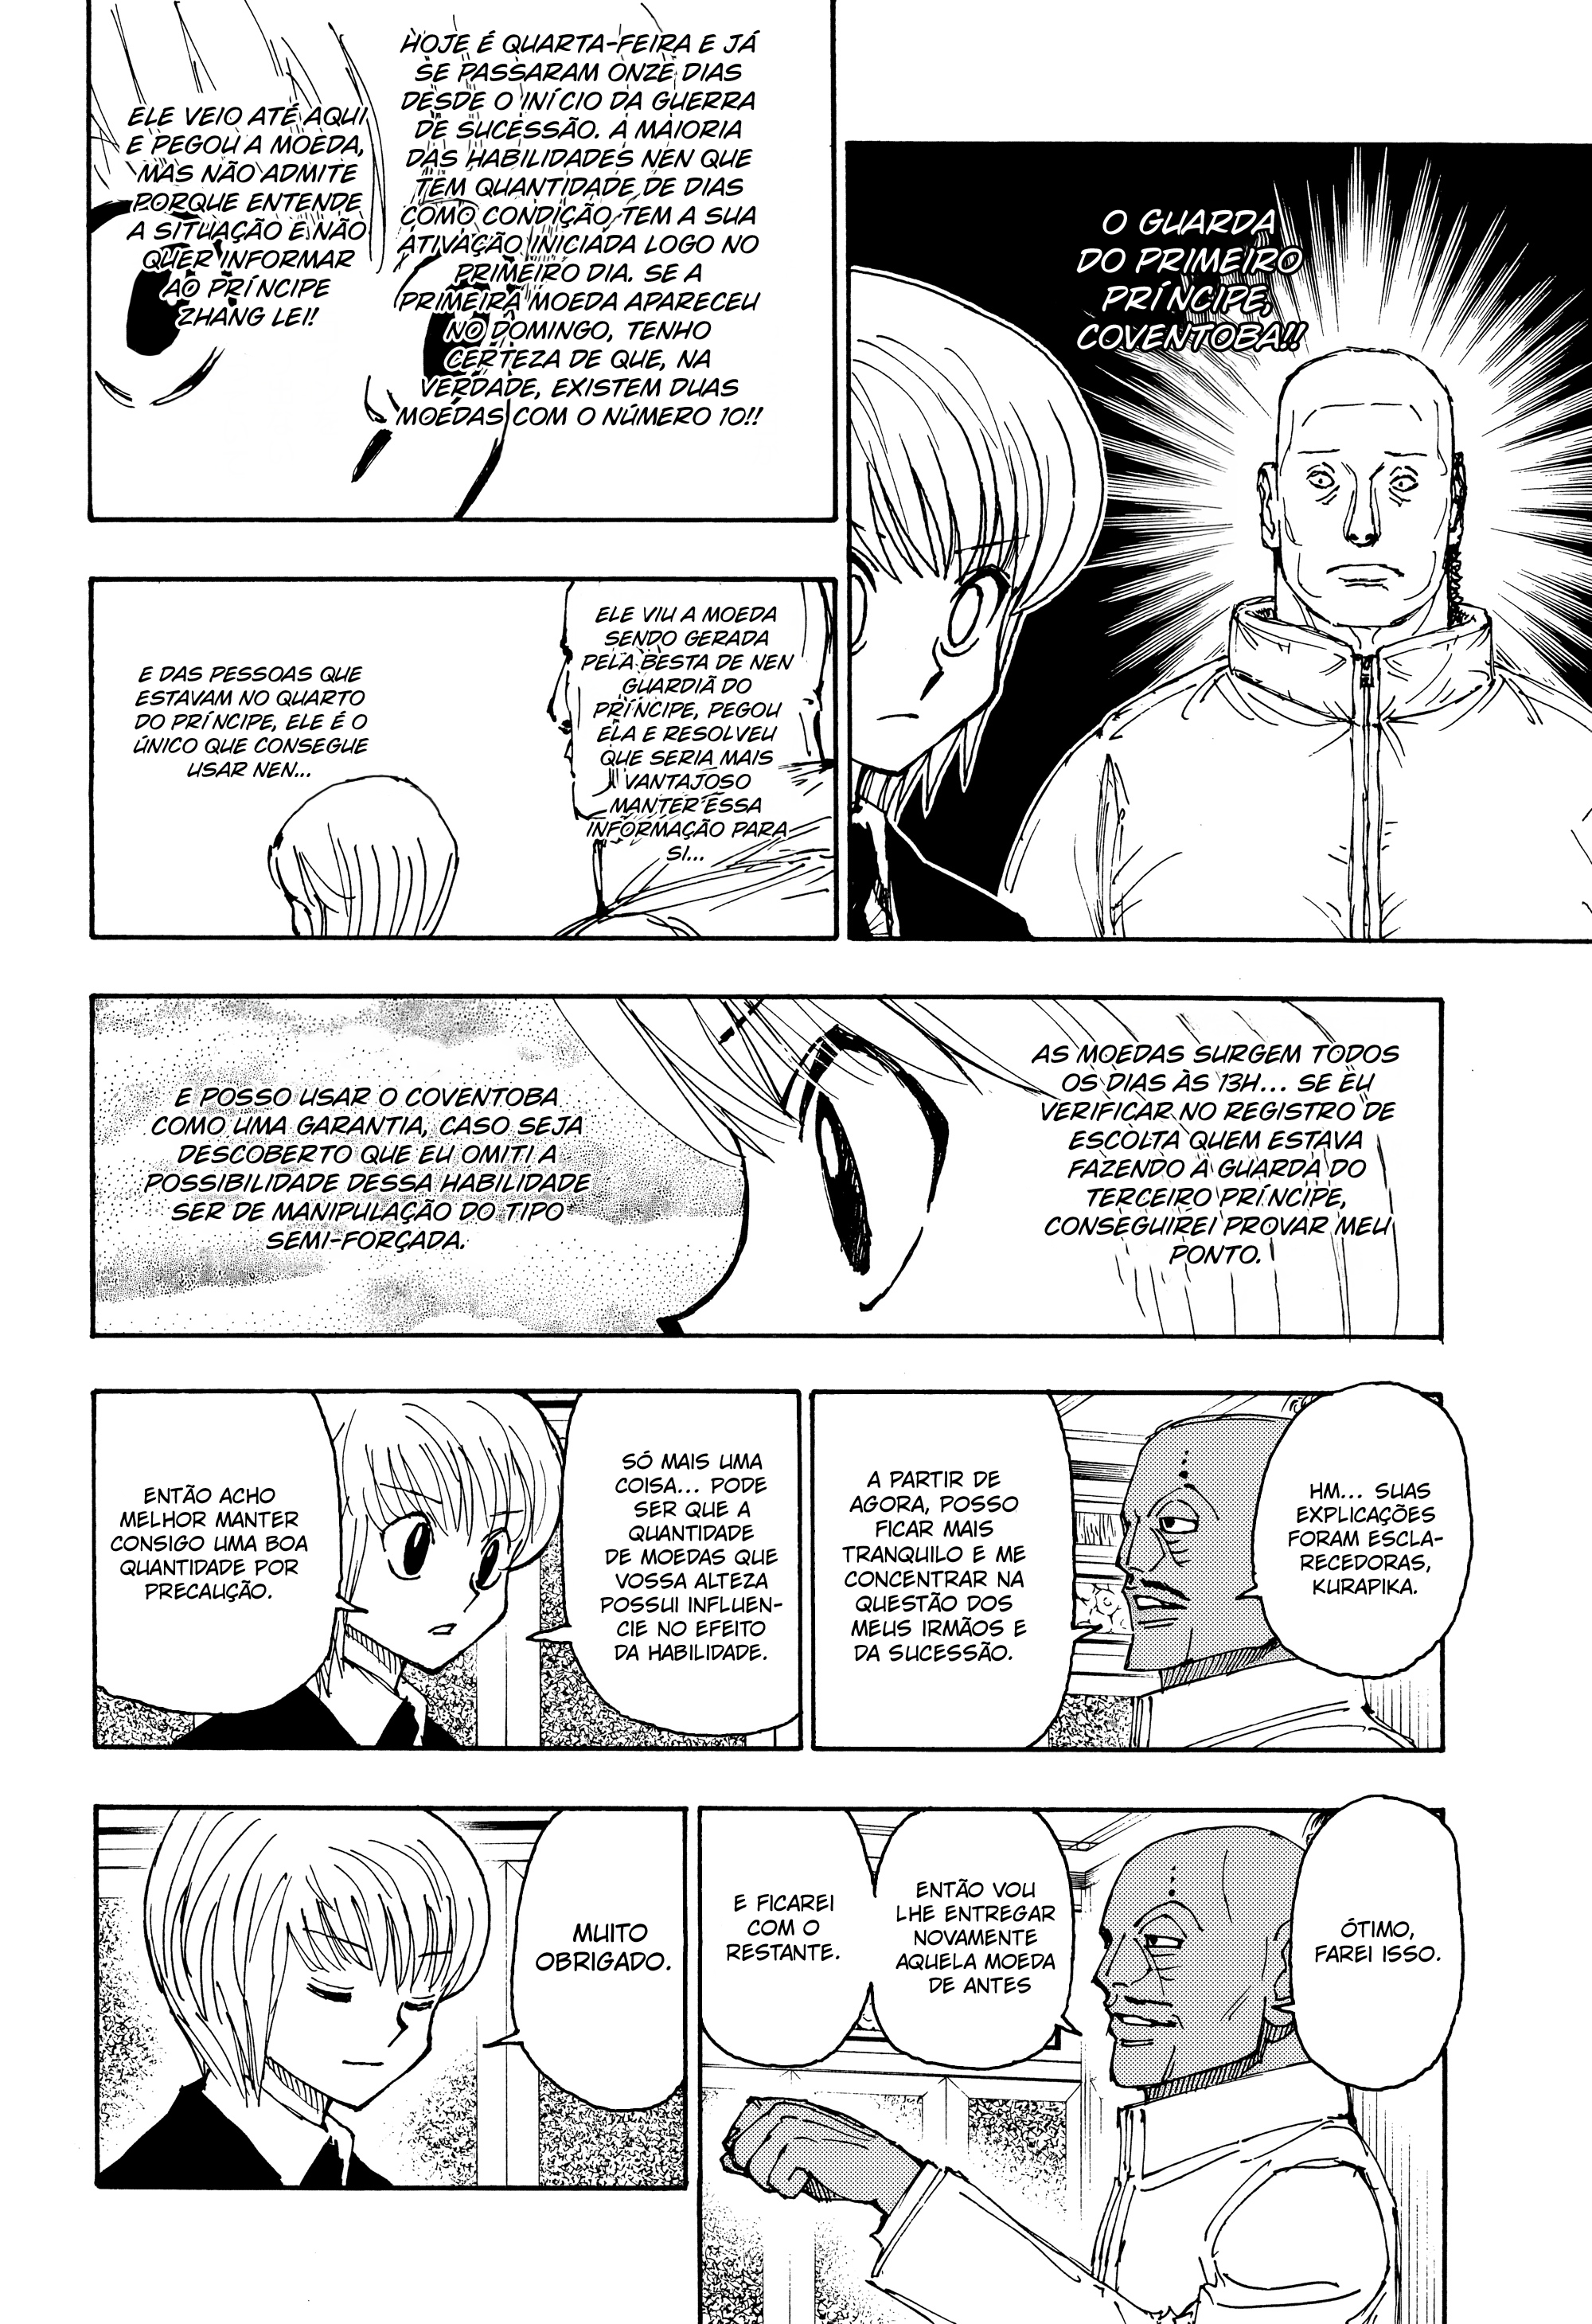 O GUARDA
DO PRIMEIRO
PRÍNCIPE,
COVENTOBA!!
HOJE É QUARTA-FEIRA E JÁ
SE PASSARAM ONZE DIAS
DESDE O INÍCIO DA GUERRA
DE SUCESSÃO. A MAIORIA
DAS HABILIDADES NEN QUE
TEM QUANTIDADE DE DIAS
COMO CONDIÇÃO TEM A SUA
ATIVAÇÃO INICIADA LOGO NO
PRIMEIRO DIA. SE A
PRIMEIRA MOEDA APARECEU
NO DOMINGO, TENHO
CERTEZA DE QUE, NA
VERDADE, EXISTEM DUAS
MOEDAS COM O NÚMERO 10!!
ELE VEIO ATÉ AQUI
E PEGOU A MOEDA,
MAS NÃO ADMITE
PORQUE ENTENDE
A SITUAÇÃO E NÃO
QUER INFORMAR
AO PRÍNCIPE
ZHANG LEI!
ELE VIU A MOEDA
SENDO GERADA
PELA BESTA DE NEN
GUARDIÃ DO
PRÍNCIPE, PEGOU
ELA E RESOLVEU
QUE SERIA MAIS
VANTAJOSO
MANTER ESSA
INFORMAÇÃO PARA
SI...
E DAS PESSOAS QUE
ESTAVAM NO QUARTO
DO PRÍNCIPE, ELE É O
ÚNICO QUE CONSEGUE
USAR NEN...
AS MOEDAS SURGEM TODOS
OS DIAS ÀS 13H... SE EU
VERIFICAR NO REGISTRO DE
ESCOLTA QUEM ESTAVA
FAZENDO A GUARDA DO
TERCEIRO PRÍNCIPE,
CONSEGUIREI PROVAR MEU
PONTO.
E POSSO USAR O COVENTOBA
COMO UMA GARANTIA, CASO SEJA
DESCOBERTO QUE EU OMITI A
POSSIBILIDADE DESSA HABILIDADE
SER DE MANIPULAÇÃO DO TIPO
SEMI-FORÇADA.
HM... SUAS
EXPLICAÇÕES
FORAM ESCLA-
RECEDORAS,
KURAPIKA.
A PARTIR DE
AGORA, POSSO
FICAR MAIS
TRANQUILO E ME
CONCENTRAR NA
QUESTÃO DOS
MEUS IRMÃOS E
DA SUCESSÃO.
SÓ MAIS UMA
COISA... PODE
SER QUE A
QUANTIDADE
DE MOEDAS QUE
VOSSA ALTEZA
POSSUI INFLUEN-
CIE NO EFEITO
DA HABILIDADE.
ENTÃO ACHO
MELHOR MANTER
CONSIGO UMA BOA
QUANTIDADE POR
PRECAUÇÃO.
ÓTIMO,
FAREI ISSO.
ENTÃO VOU
LHE ENTREGAR
NOVAMENTE
AQUELA MOEDA
DE ANTES
E FICAREI
COM O
RESTANTE.
MUITO
OBRIGADO.